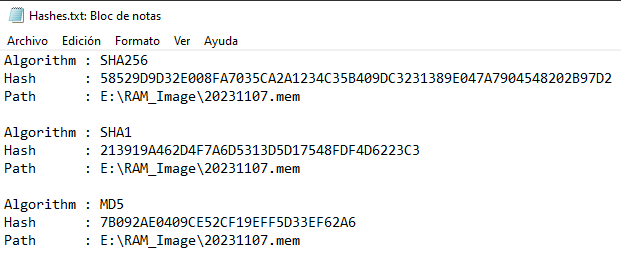 Hashes.txt: Bloc de notas
Archivo Edición Formato Ver Ayuda
Algorithm : SHA256
Hash : 58529D9D32E008FA7035CA2A1234C35B409DC3231389E047A7904548202B97D2
Path : E:\RAM_Image\20231107.mem
Algorithm : SHA1
Hash : 213919A462D4F7A6D5313D5D17548FDF4D6223C3
Path : E:\RAM_Image\20231107.mem
Algorithm : MD5
Hash : 7B092AE0409CE52CF19EFF5D33EF62A6
Path : E:\RAM_Image\20231107.mem